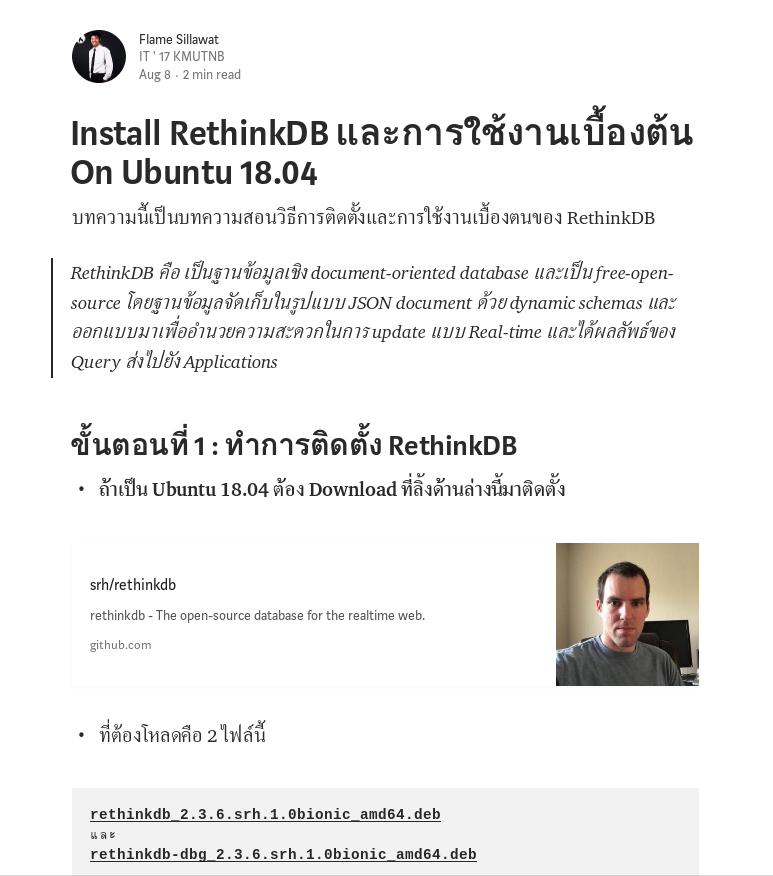 Flame Sillawat
IT ' 17 KMUTNB
Aug 8 · 2 min read
Install RethinkDB และการใช้งานเบื้องต้น
On Ubuntu 18.04
บทความนี้เป็นบทความสอนวิธีการติดตั้งและการใช้งานเบื้องตนของ RethinkDB
RethinkDB คือ เป็นฐานข้อมูลเชิง document-oriented database และเป็น free-open-
source โดยฐานข้อมูลจัดเก็บในรูปแบบ JSON document ด้วย dynamic schemas และ
ออกแบบมาเพื่ออำนวยความสะดวกในการ update แบบ Real-time และได้ผลลัพธ์ของ
Query ส่งไปยัง Applications
ขั้นตอนที่ 1 : ทำการติดตั้ง RethinkDB
• ถ้าเป็น Ubuntu 18.04 ต้อง Download ที่ลิ้งด้านล่างนี้มาติดตั้ง
srh/rethinkdb
rethinkdb - The open-source database for the realtime web.
github.com
• ที่ต้องโหลดคือ 2 ไฟล์นี้
rethinkdb_2.3.6.srh.1.0bionic_amd64.deb
และ
rethinkdb-dbg_2.3.6.srh.1.0bionic_amd64.deb